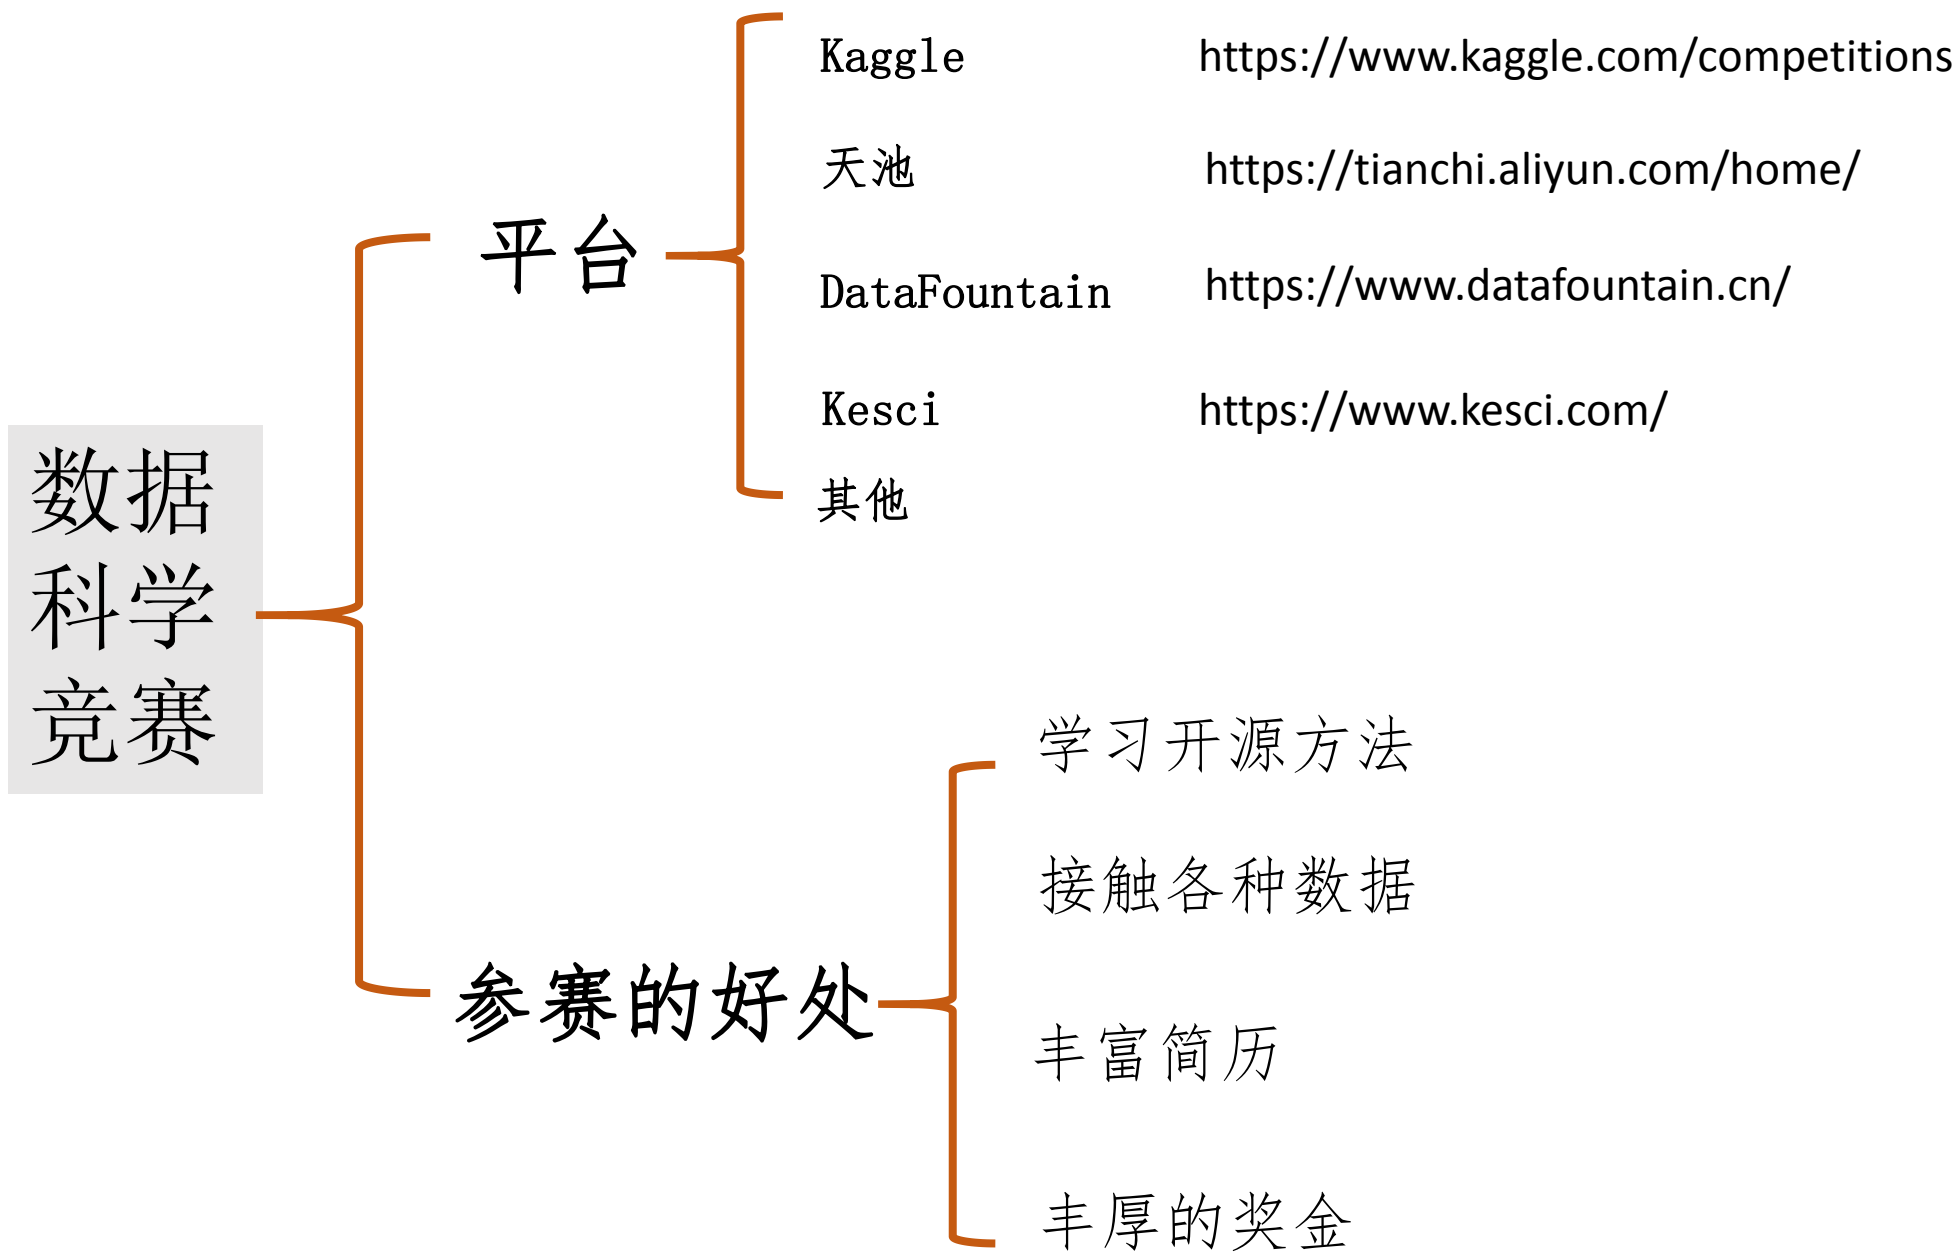 数据
科学
竞赛
平台
Kaggle https://www.kaggle.com/competitions
天池 https://tianchi.aliyun.com/home/
DataFountain https://www.datafountain.cn/
Kesci https://www.kesci.com/
其他
参赛的好处
学习开源方法
接触各种数据
丰富简历
丰厚的奖金